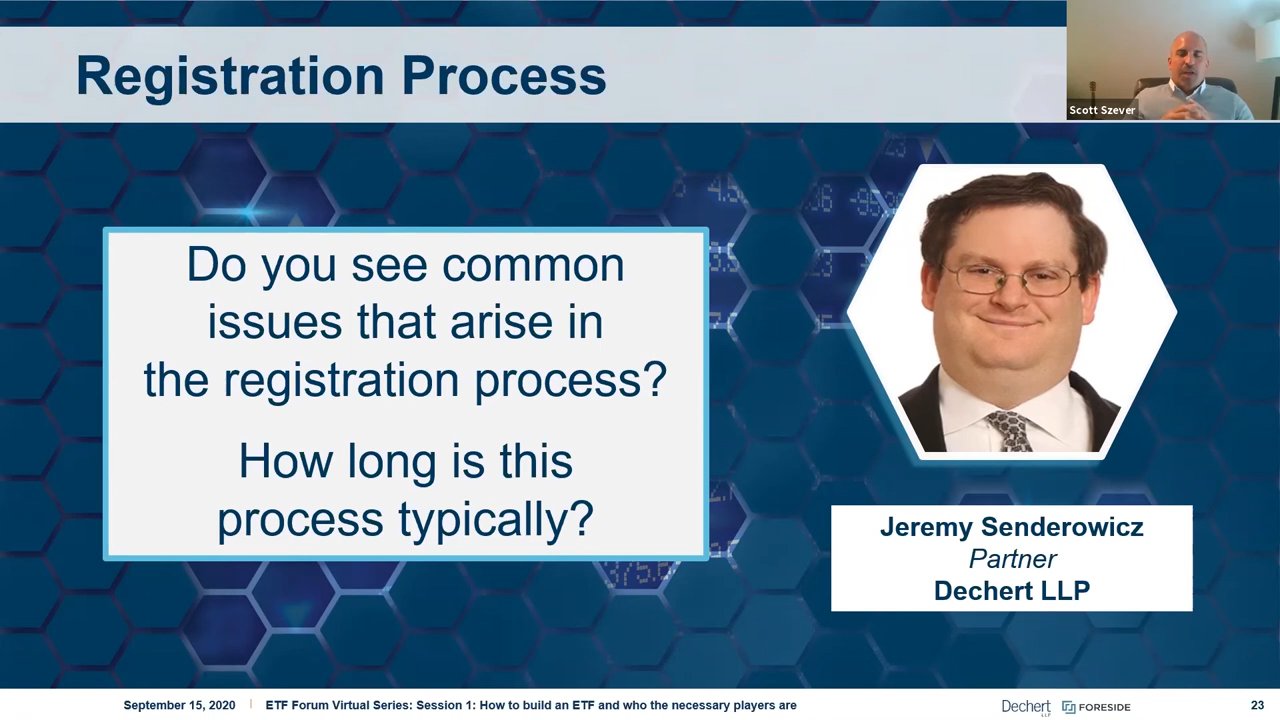 Registration Process
Scott Szever
Do you see common
issues that arise in
the registration process?
How long is this
process typically?
Jeremy Senderowicz
Partner
Dechert LLP
September 15, 2020 | ETF Forum Virtual Series: Session 1: How to build an ETF and who the necessary players are
Dechert
LLP
FORESIDE
23